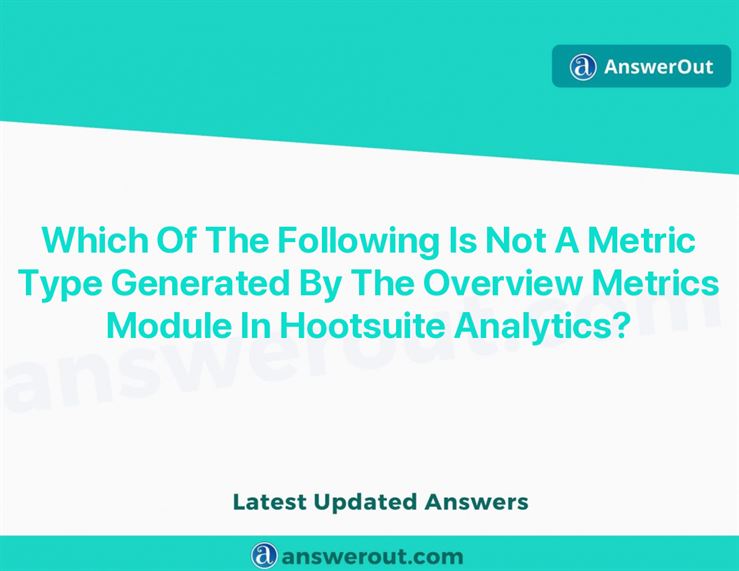 AnswerOut
Which Of The Following Is Not A Metric
Type Generated By The Overview Metrics
Module In Hootsuite Analytics?
answerout.com
Latest Updated Answers
answerout.com